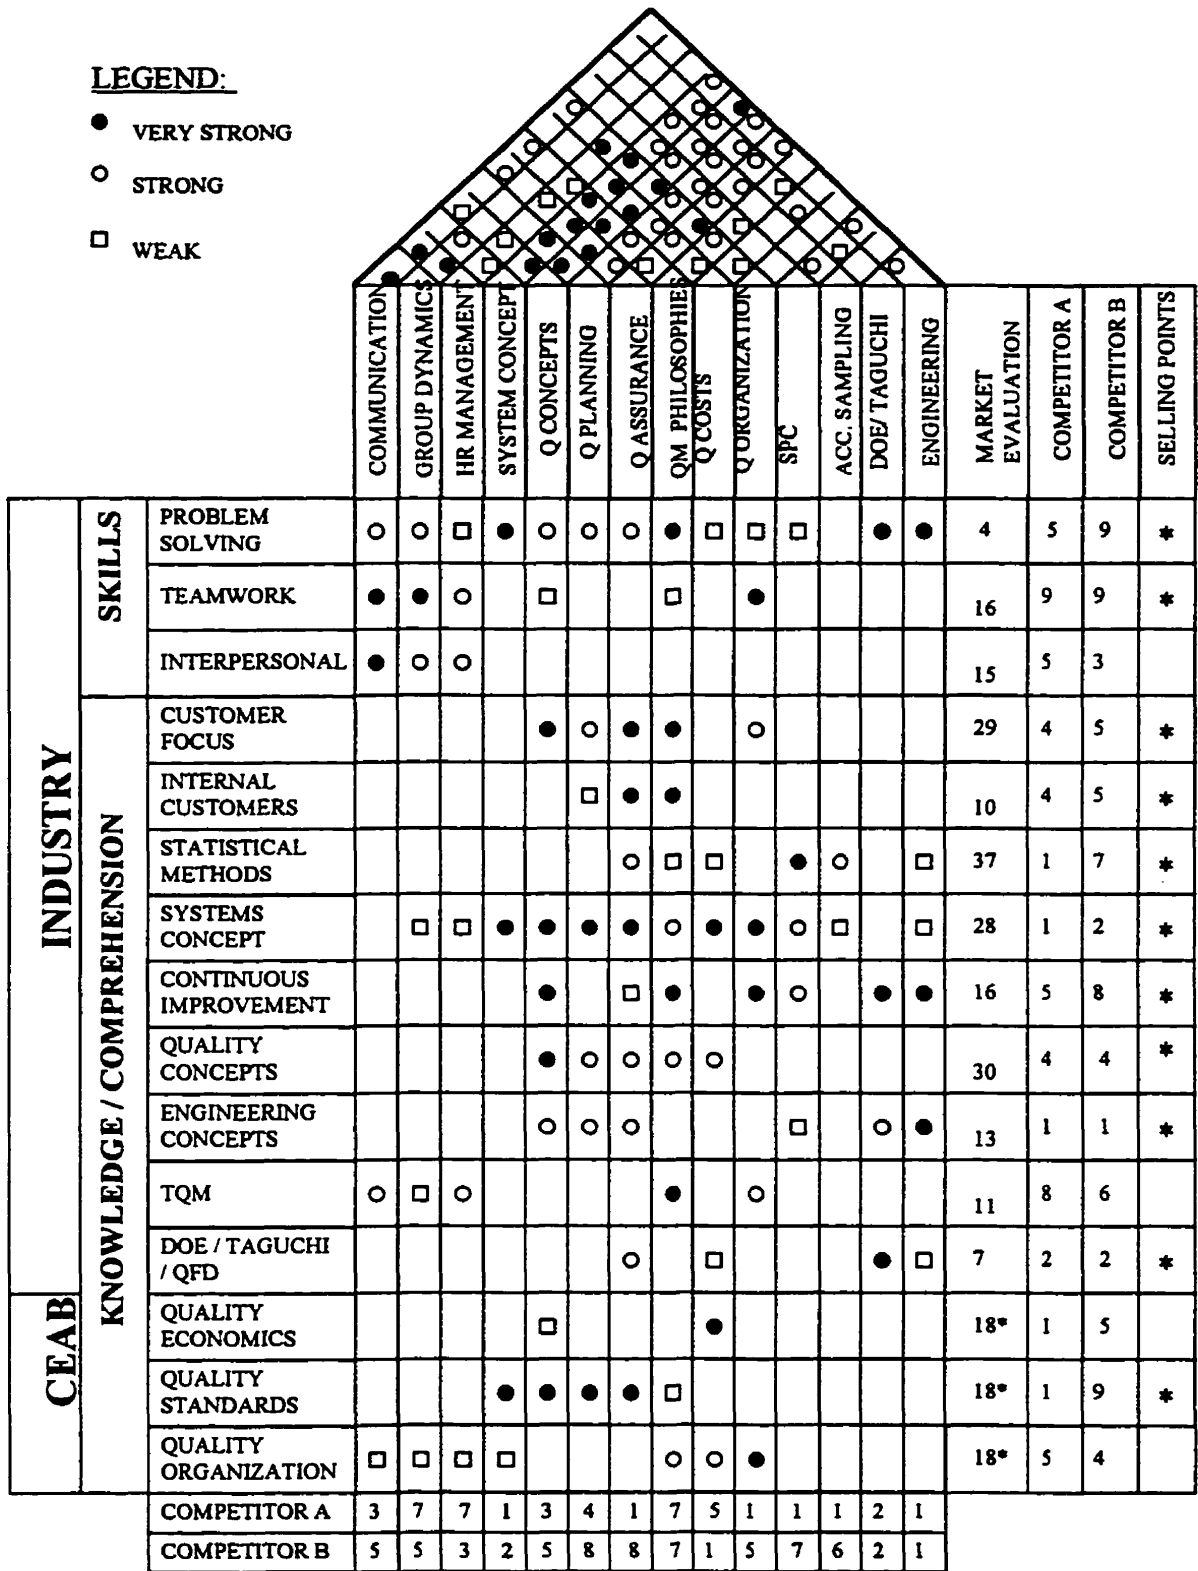 LEGEND:
● VERY STRONG
○ STRONG
□ WEAK
COMMUNICATION
GROUP DYNAMICS
HR MANAGEMENT
SYSTEM CONCEPT
Q CONCEPTS
Q PLANNING
Q ASSURANCE
QM PHILOSOPHIES
Q COSTS
Q ORGANIZATION
SPC
ACC. SAMPLING
DOE/ TAGUCHI
ENGINEERING
MARKET
EVALUATION
COMPETITOR A
COMPETITOR B
SELLING POINTS
INDUSTRY
CEAB
SKILLS
KNOWLEDGE / COMPREHENSION
PROBLEM
SOLVING ○ ○ □ ● ○ ○ ○ ● □ □ □ ● ● 4 5 9 *
TEAMWORK ● ● ○ □ □ ● 16 9 9 *
INTERPERSONAL ● ○ ○ 15 5 3
CUSTOMER
FOCUS ● ○ ● ● ○ 29 4 5 *
INTERNAL
CUSTOMERS □ ● ● 10 4 5 *
STATISTICAL
METHODS ○ □ □ ● ○ □ 37 1 7 *
SYSTEMS
CONCEPT □ □ ● ● ● ● ○ ● ● ○ □ □ 28 1 2 *
CONTINUOUS
IMPROVEMENT ● □ ● ● ○ ● ● 16 5 8 *
QUALITY
CONCEPTS ● ○ ○ ○ ○ 30 4 4 *
ENGINEERING
CONCEPTS ○ ○ ○ □ ○ ● 13 1 1 *
TQM ○ □ ○ ● ○ 11 8 6
DOE / TAGUCHI
/ QFD ○ □ ● □ 7 2 2 *
QUALITY
ECONOMICS □ ● 18* 1 5
QUALITY
STANDARDS ● ● ● ● □ 18* 1 9 *
QUALITY
ORGANIZATION □ □ □ □ ○ ○ ● 18* 5 4
COMPETITOR A 3 7 7 1 3 4 1 7 5 1 1 1 2 1
COMPETITOR B 5 5 3 2 5 8 8 7 1 5 7 6 2 1